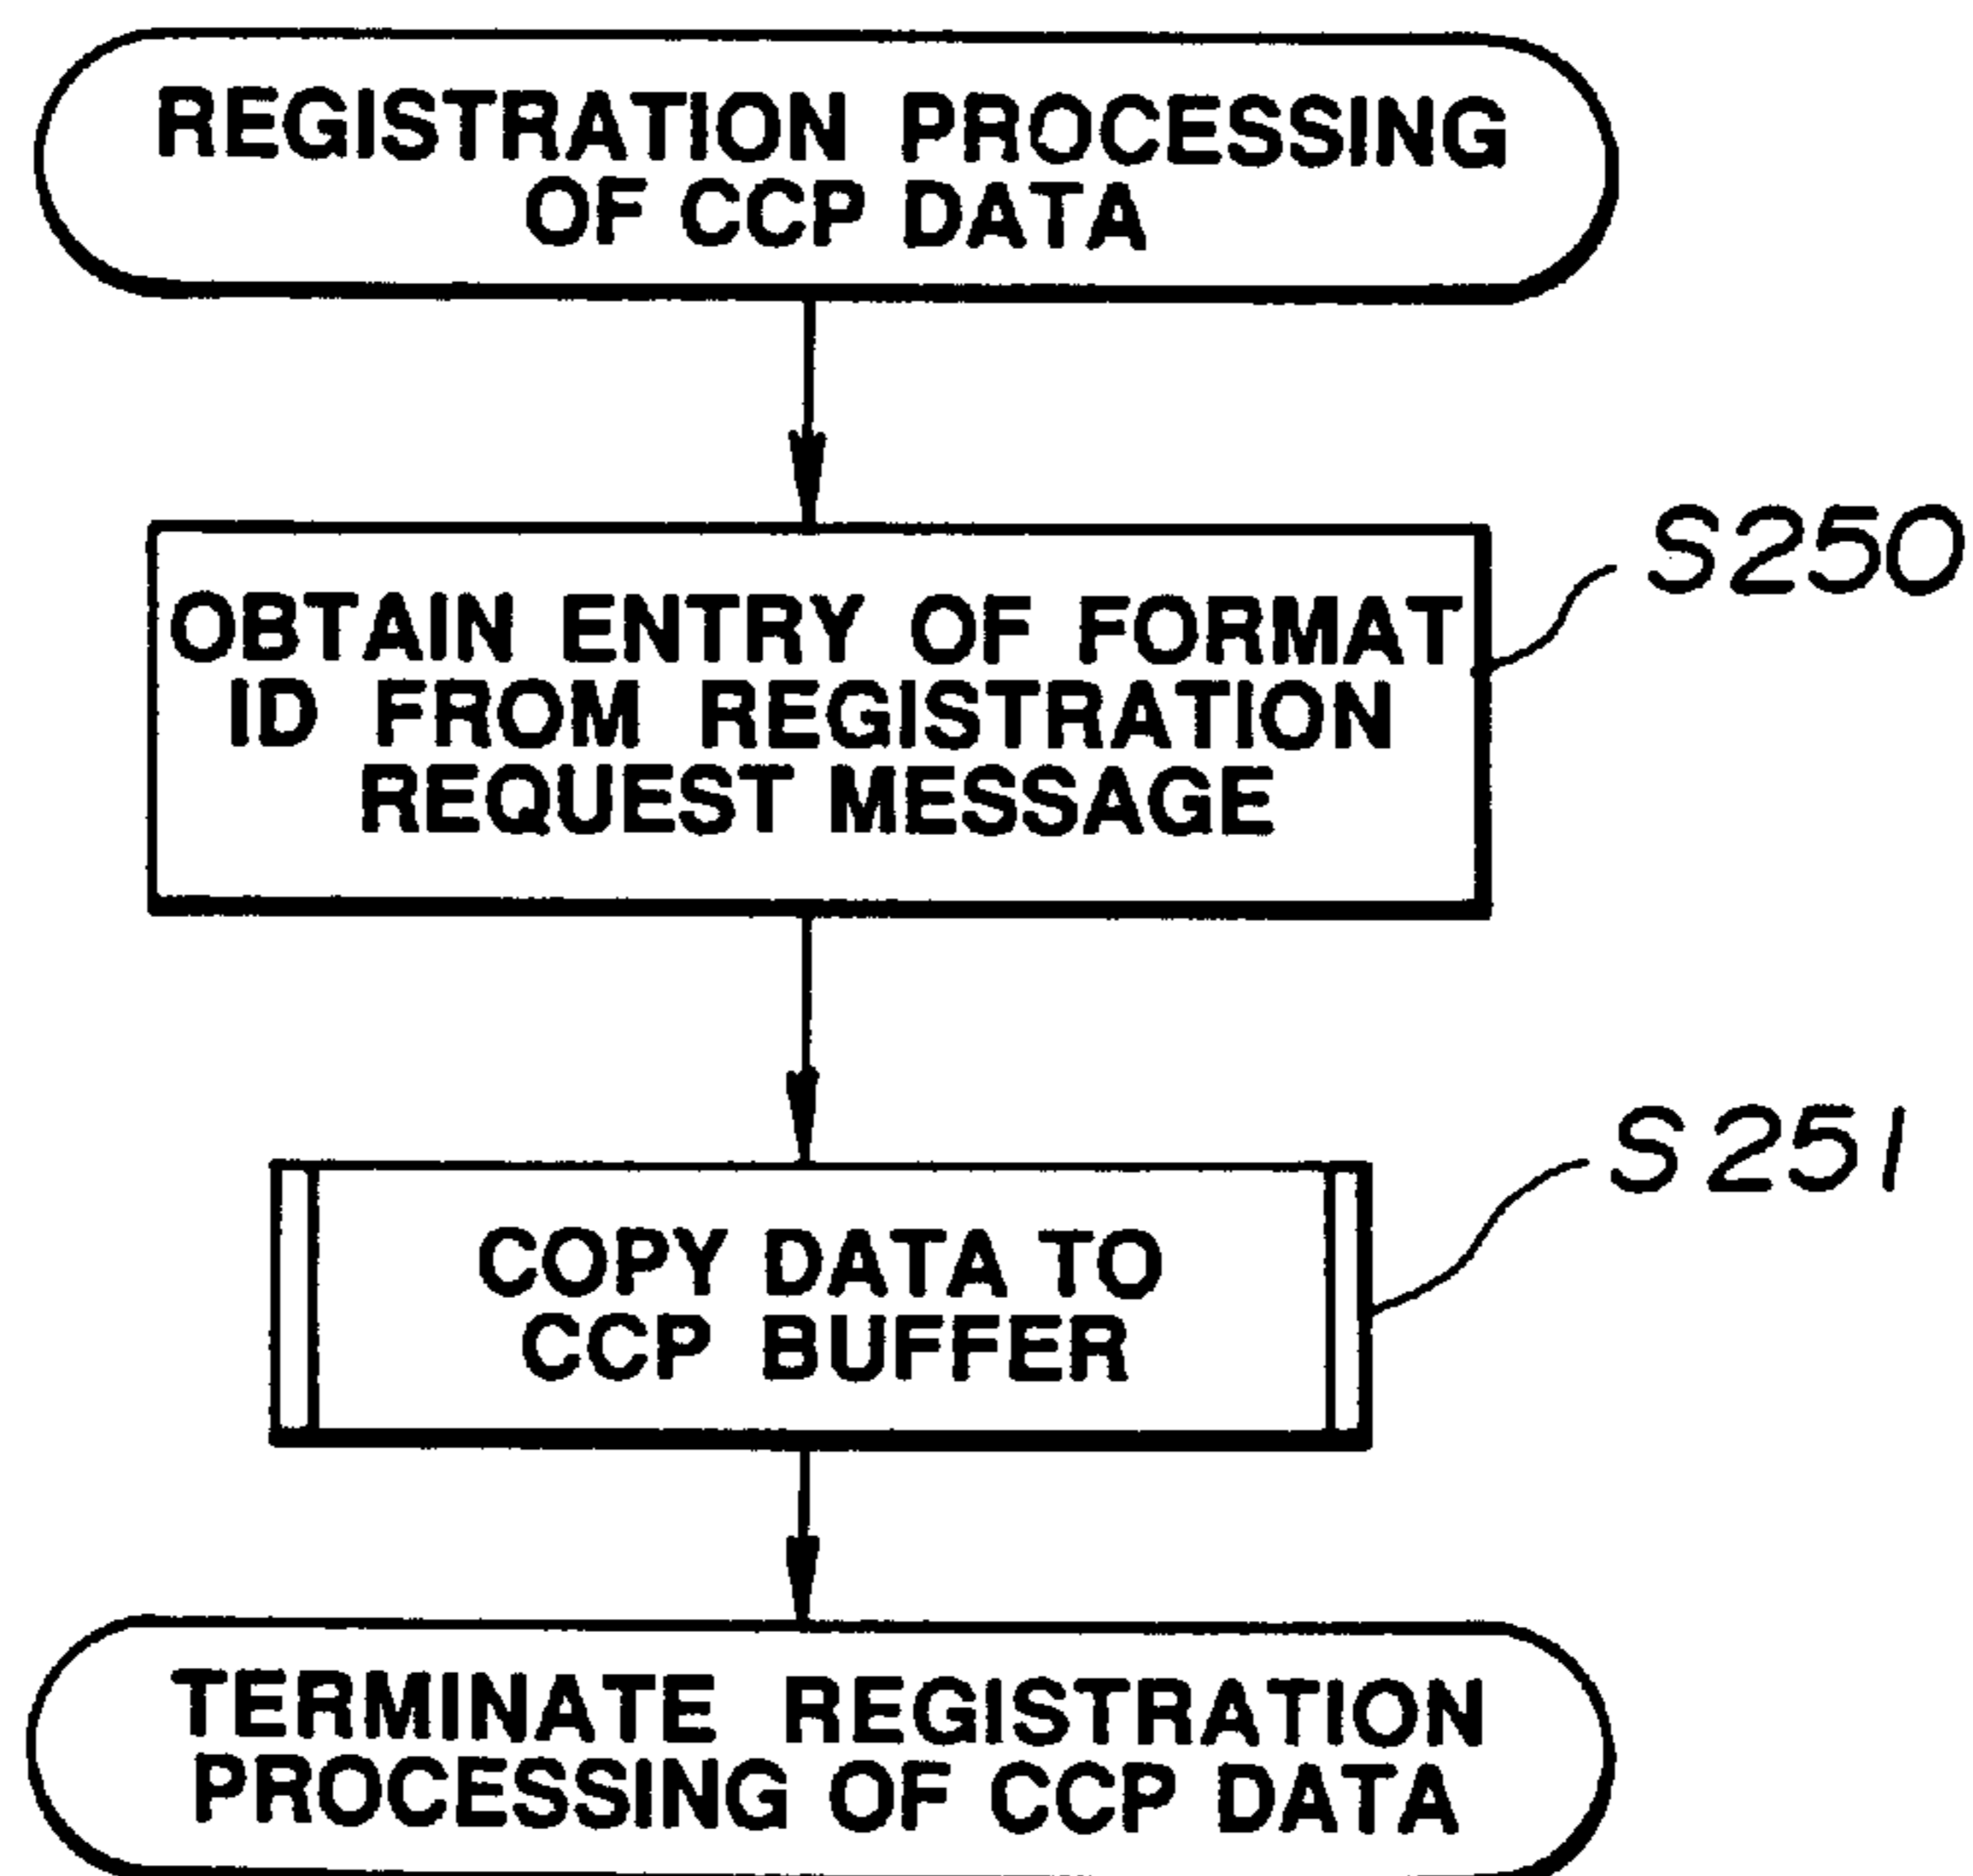 REGISTRATION PROCESSING
OF CCP DATA
S250
OBTAIN ENTRY OF FORMAT
ID FROM REGISTRATION
REQUEST MESSAGE
S251
COPY DATA TO
CCP BUFFER
TERMINATE REGISTRATION
PROCESSING OF CCP DATA